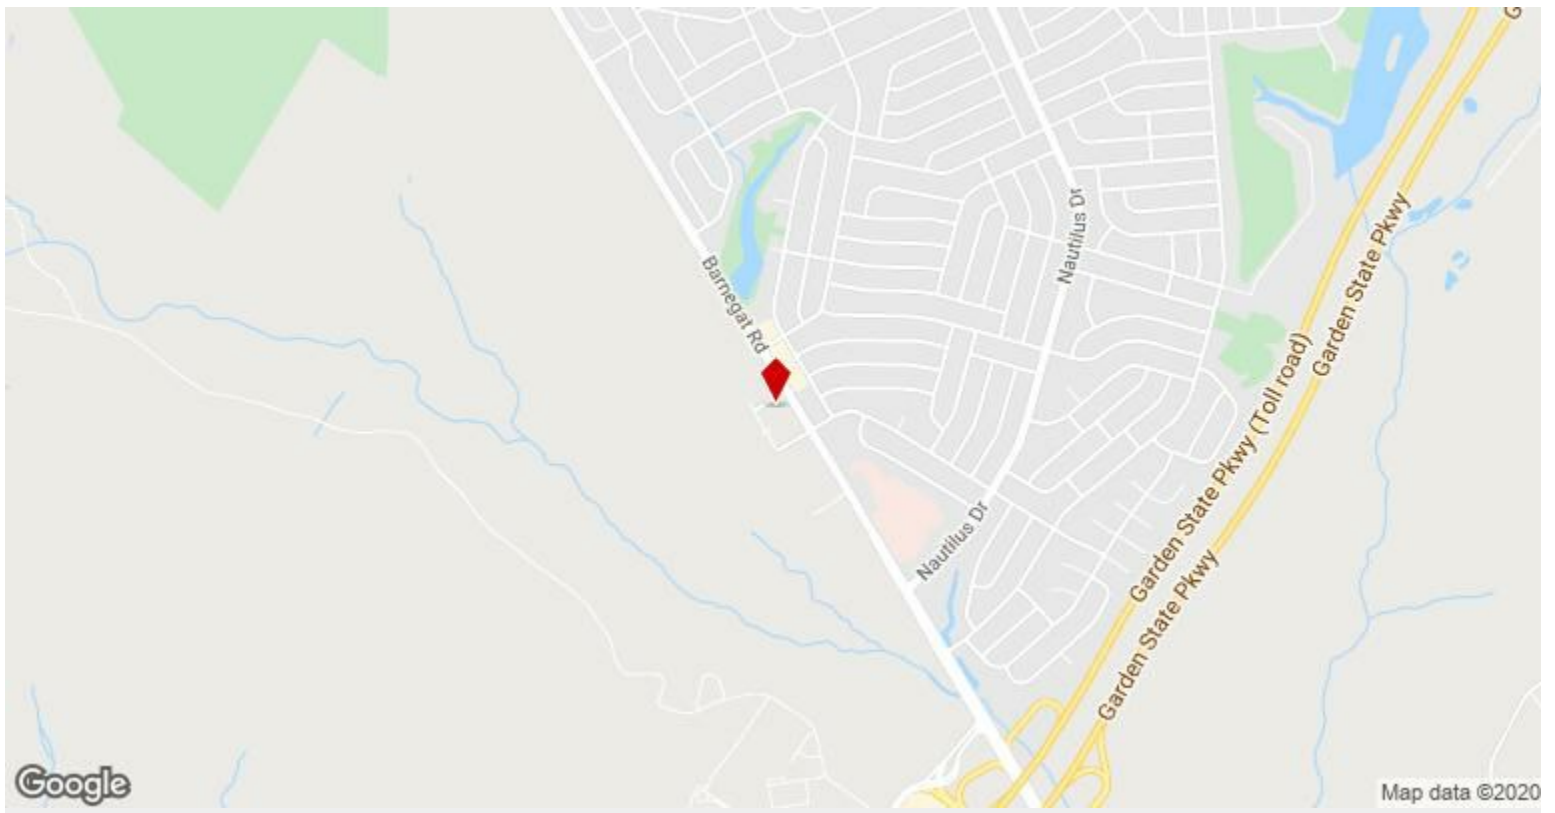 G
Nautilus Dr
Garden State Pkwy
Barnegat Rd
Garden State Pkwy (Toll road)
Nautilus Dr
Garden State Pkwy
Google
Map data ©2020